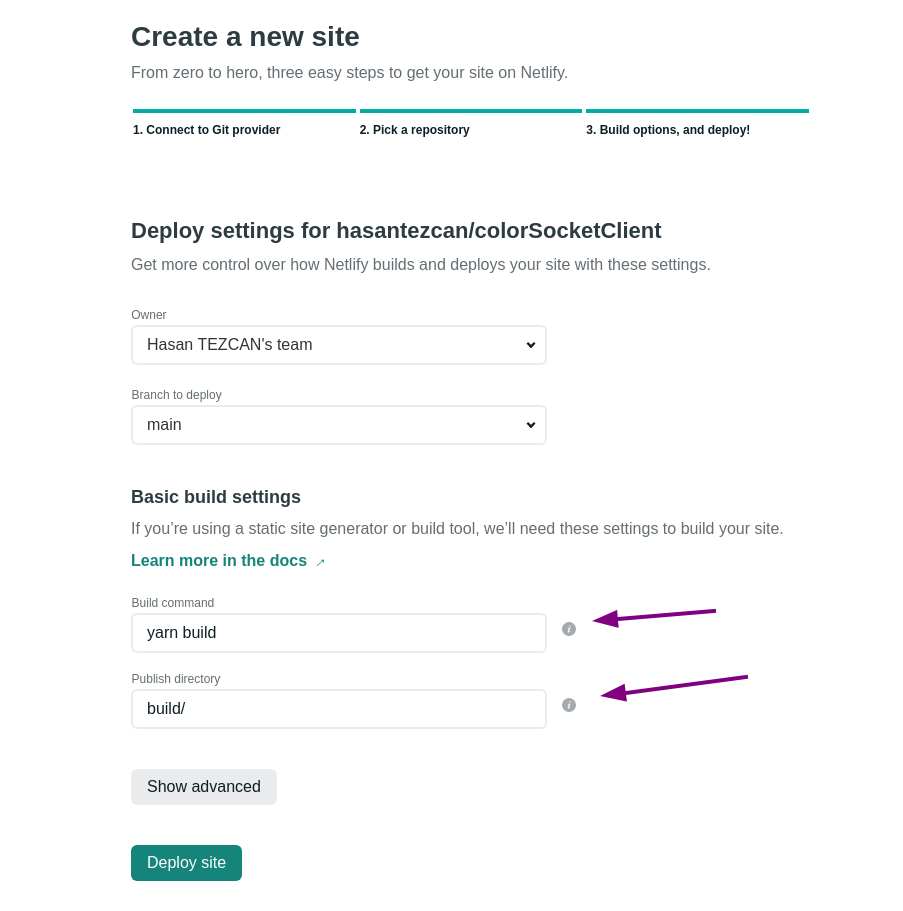 Create a new site
From zero to hero, three easy steps to get your site on Netlify.
1. Connect to Git provider
2. Pick a repository
3. Build options, and deploy!
Deploy settings for hasantezcan/colorSocketClient
Get more control over how Netlify builds and deploys your site with these settings.
Owner
Hasan TEZCAN's team
Branch to deploy
main
Basic build settings
If you’re using a static site generator or build tool, we’ll need these settings to build your site.
Learn more in the docs →
Build command
yarn build
i
Publish directory
build/
i
Show advanced
Deploy site